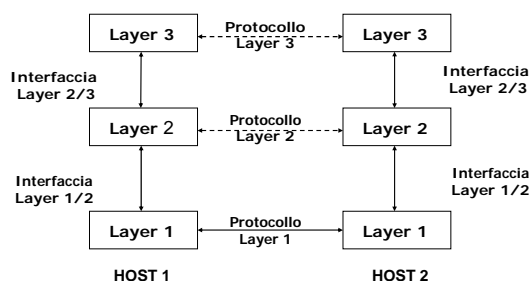 Layer 3
Protocollo
Layer 3
Layer 3
Interfaccia
Layer 2/3
Interfaccia
Layer 2/3
Layer 2
Protocollo
Layer 2
Layer 2
Interfaccia
Layer 1/2
Interfaccia
Layer 1/2
Layer 1
Protocollo
Layer 1
Layer 1
HOST 1
HOST 2